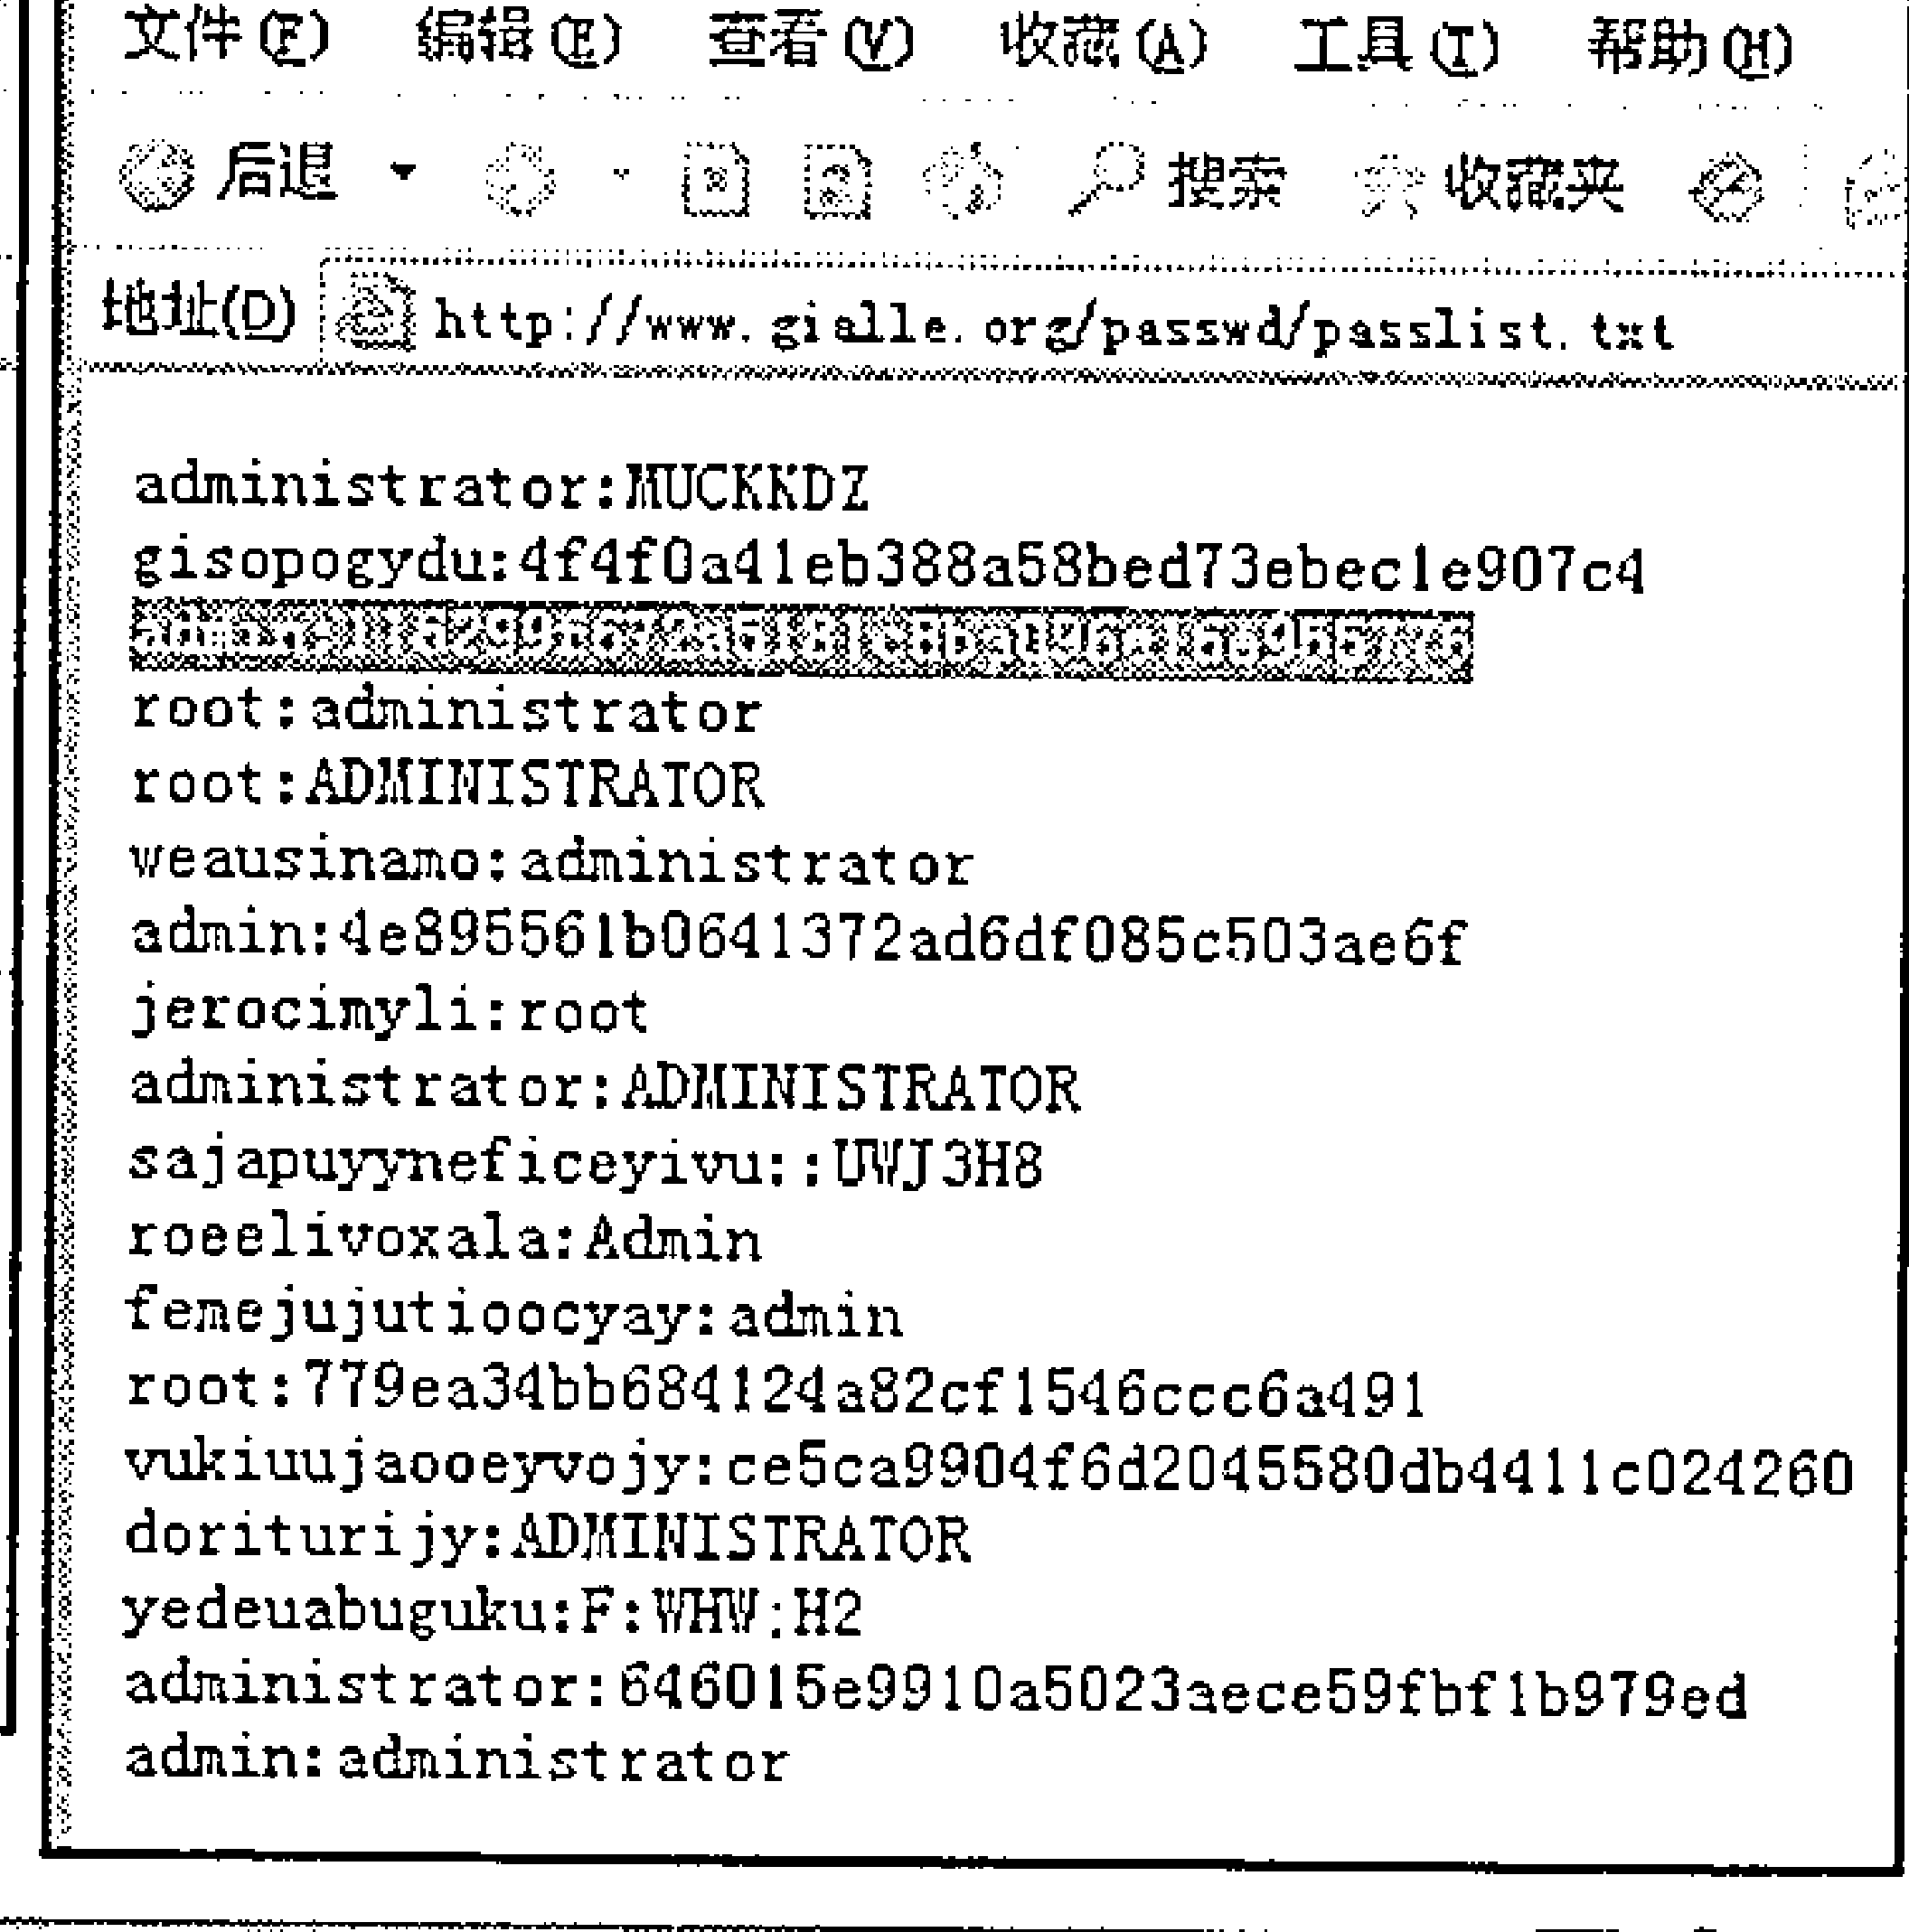 文件(F) 编辑(E) 查看(V) 收藏(A) 工具(T) 帮助(H)
后退 搜索 收藏夹
地址(D) http://www.gialle.org/passwd/passlist.txt
administrator:MUCKKDZ
gisopogydu:4f4f0a41eb388a58bed73ebec1e907c4
root:administrator
root:ADMINISTRATOR
weausinamo:administrator
admin:4e895561b0641372ad6df085c503ae6f
jerocimyli:root
administrator:ADMINISTRATOR
sajapuyyneficeyivu::UWJ3H8
roeelivoxala:Admin
femejujutioocyay:admin
root:779ea34bb684124a82cf1546ccc6a491
vukiuujaooeyvojy:ce5ca9904f6d2045580db4411c024260
doriturijy:ADMINISTRATOR
yedeuabuguku:F:WHW:H2
administrator:646015e9910a5023aece59fbf1b979ed
admin:administrator